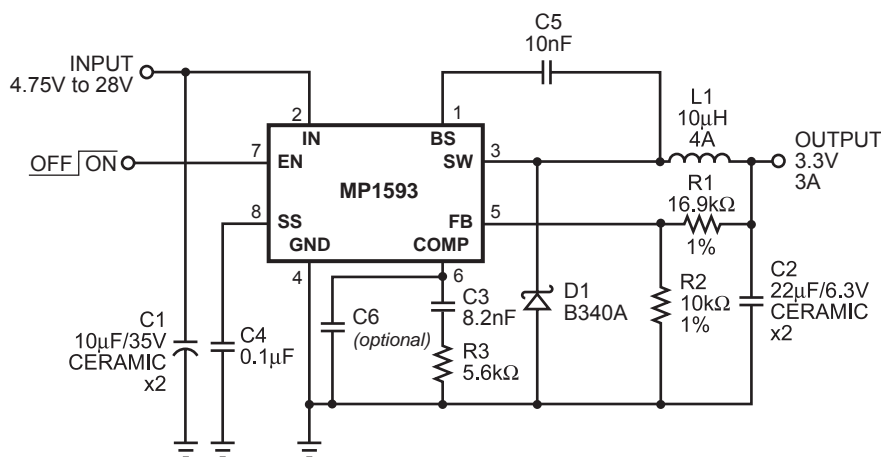 C5
10nF
INPUT
4.75V to 28V
2
1
L1
10μH
4A
IN
BS
OUTPUT
3.3V
3A
OFF ON
7
EN
SW
3
MP1593
R1
16.9kΩ
1%
8
SS
FB
5
GND
COMP
4
6
C1
10μF/35V
CERAMIC
x2
C4
0.1μF
C6
(optional)
C3
8.2nF
R3
5.6kΩ
D1
B340A
R2
10kΩ
1%
C2
22μF/6.3V
CERAMIC
x2